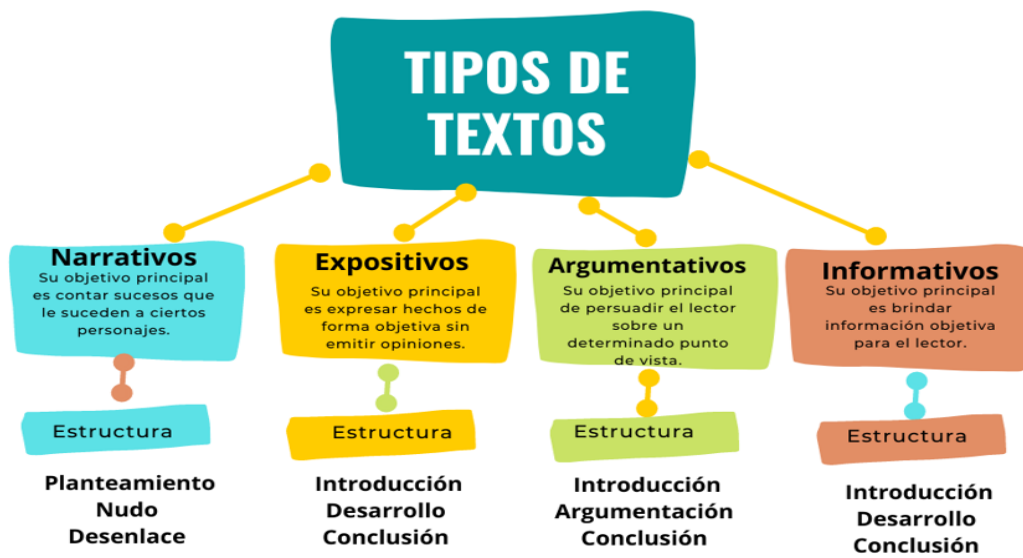 TIPOS DE
TEXTOS
Narrativos
Su objetivo principal
es contar sucesos que
le suceden a ciertos
personajes.
Estructura
Planteamiento
Nudo
Desenlace
Expositivos
Su objetivo principal
es expresar hechos de
forma objetiva sin
emitir opiniones.
Estructura
Introducción
Desarrollo
Conclusión
Argumentativos
Su objetivo principal
de persuadir el lector
sobre un
determinado punto
de vista.
Estructura
Introducción
Argumentación
Conclusión
Informativos
Su objetivo principal
es brindar
información objetiva
para el lector.
Estructura
Introducción
Desarrollo
Conclusión